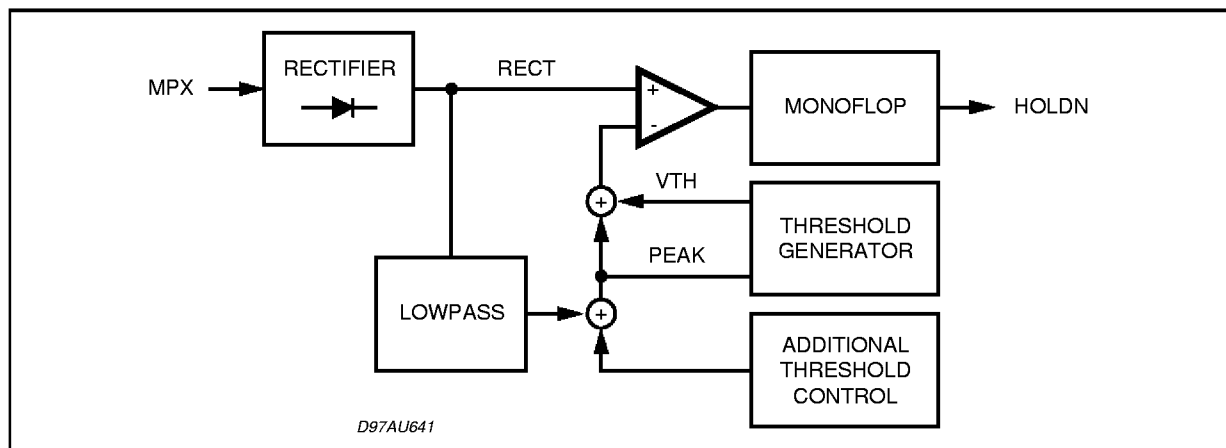 RECTIFIER
MPX
RECT
+
-
MONOFLOP
HOLDN
VTH
+
THRESHOLD
GENERATOR
PEAK
LOWPASS
+
ADDITIONAL
THRESHOLD
CONTROL
D97AU641